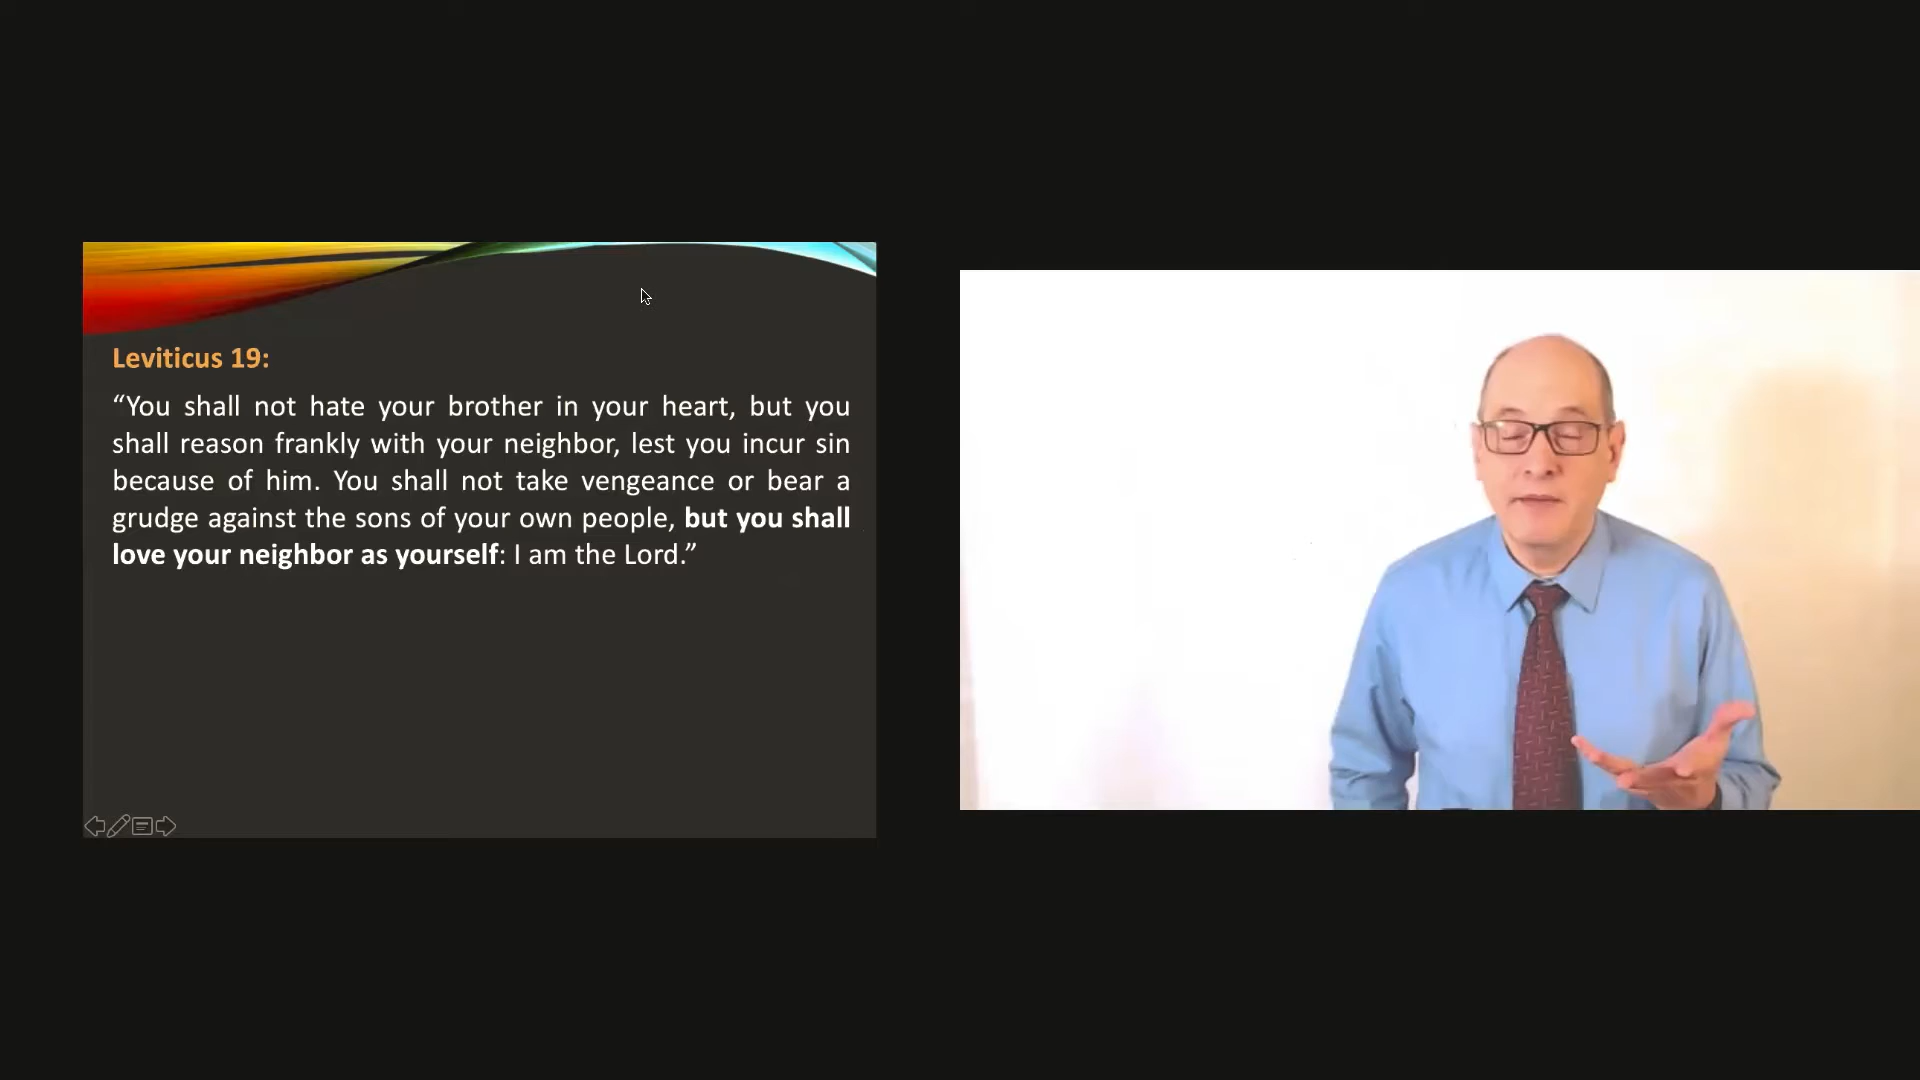 Leviticus 19:
“You shall not hate your brother in your heart, but you
shall reason frankly with your neighbor, lest you incur sin
because of him. You shall not take vengeance or bear a
grudge against the sons of your own people, but you shall
love your neighbor as yourself: I am the Lord.”